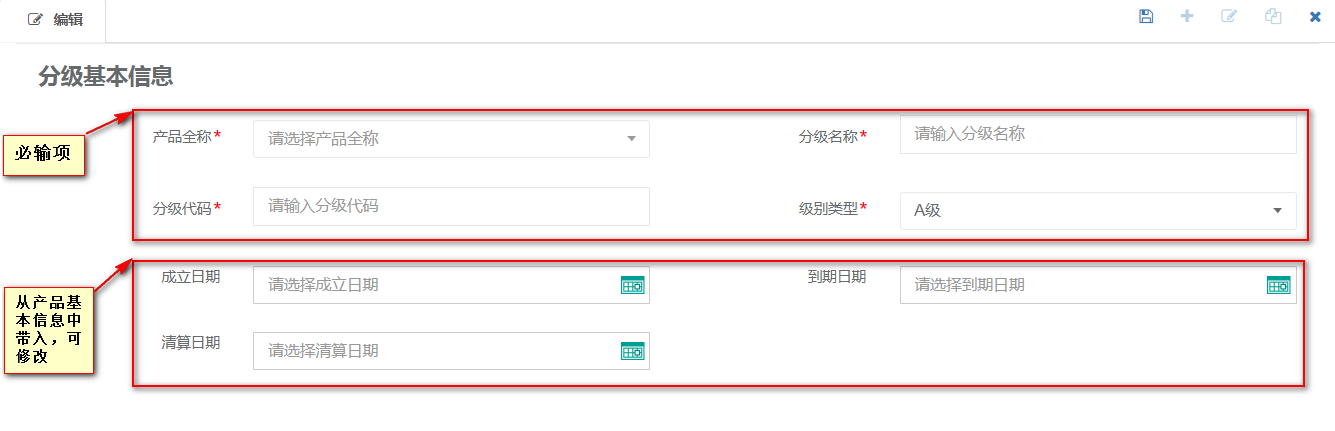 编辑
分级基本信息
必输项
产品全称* 请选择产品全称 分级名称* 请输入分级名称
分级代码* 请输入分级代码 级别类型* A级
从产品基
本信息中
带入，可
修改
成立日期 请选择成立日期 到期日期 请选择到期日期
清算日期 请选择清算日期